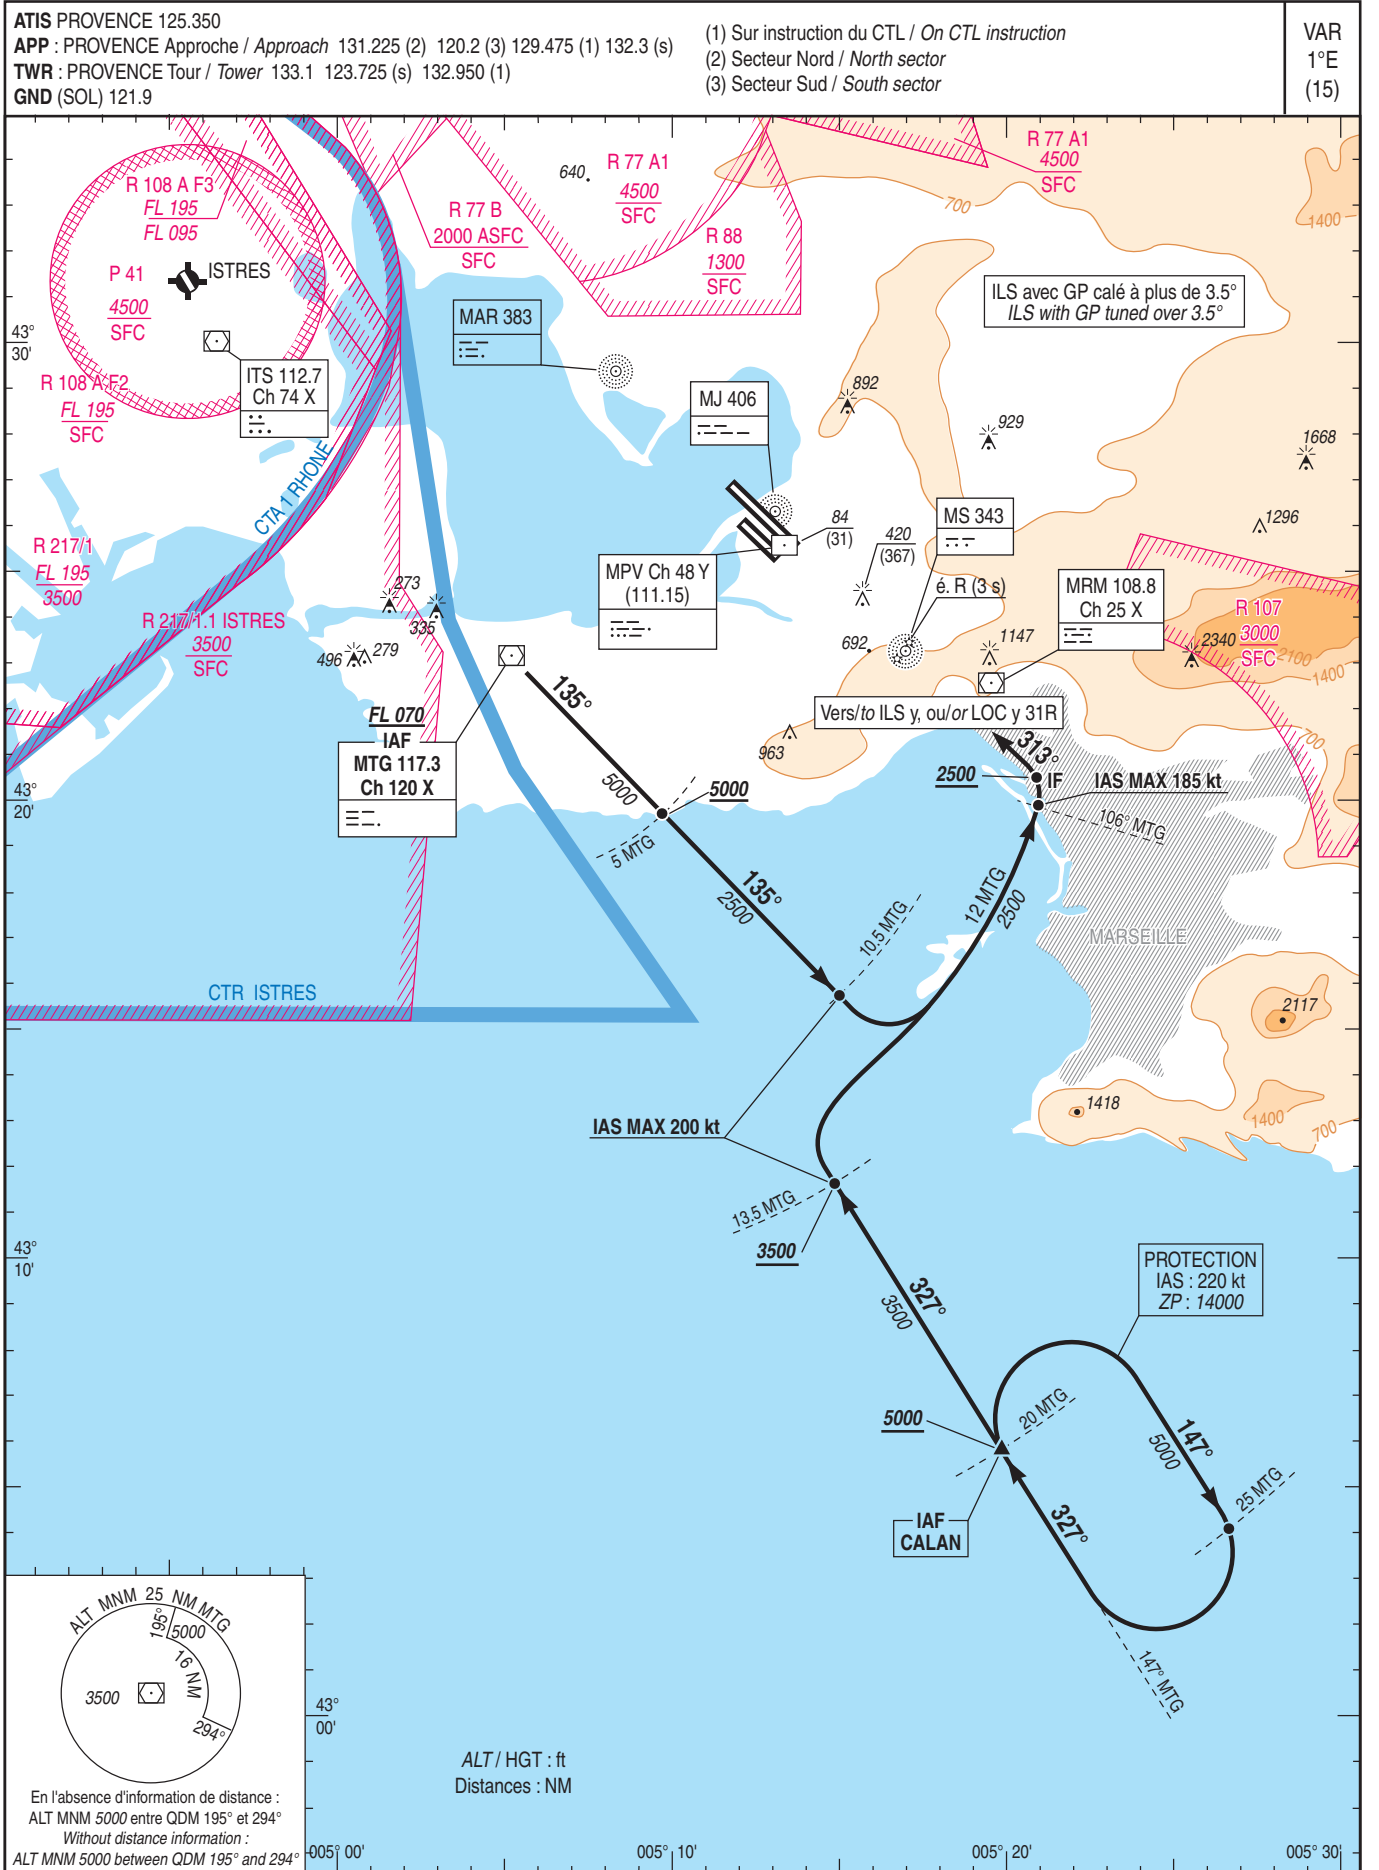 ATIS PROVENCE 125.350
APP : PROVENCE Approche / Approach 131.225 (2) 120.2 (3) 129.475 (1) 132.3 (s)
TWR : PROVENCE Tour / Tower 133.1 123.725 (s) 132.950 (1)
GND (SOL) 121.9
(1) Sur instruction du CTL / On CTL instruction
(2) Secteur Nord / North sector
(3) Secteur Sud / South sector
VAR
1°E
(15)
R 108 A F3
FL 195
FL 095
P 41
4500
SFC
ISTRES
R 108 A F2
FL 195
SFC
ITS 112.7
Ch 74 X
CTA 1 RHONE
R 77 B
2000 ASFC
SFC
640
R 77 A1
4500
SFC
R 88
1300
SFC
R 77 A1
4500
SFC
700
1400
ILS avec GP calé à plus de 3.5°
ILS with GP tuned over 3.5°
MAR 383
MJ 406
892
929
1668
1296
43°
30'
84
(31)
420
(367)
MS 343
é. R (3 s)
MPV Ch 48 Y
(111.15)
MRM 108.8
Ch 25 X
R 107
3000
SFC
2340
2100
1400
700
1147
692
963
R 217/1
FL 195
3500
R 217/1.1 ISTRES
3500
SFC
273
335
496
279
FL 070
IAF
MTG 117.3
Ch 120 X
Vers/to ILS y, ou/or LOC y 31R
313°
2500
IF
IAS MAX 185 kt
106° MTG
135°
5000
5000
5 MTG
43°
20'
135°
2500
10.5 MTG
12 MTG
2500
MARSEILLE
CTR ISTRES
2117
1418
1400
700
IAS MAX 200 kt
13.5 MTG
3500
43°
10'
327°
3500
PROTECTION
IAS : 220 kt
ZP : 14000
5000
20 MTG
147°
5000
25 MTG
IAF
CALAN
327°
147° MTG
ALT MNM 25 NM MTG
195°
5000
16 NM
3500
294°
43°
00'
En l'absence d'information de distance :
ALT MNM 5000 entre QDM 195° et 294°
Without distance information :
ALT MNM 5000 between QDM 195° and 294°
ALT / HGT : ft
Distances : NM
005° 00'
005° 10'
005° 20'
005° 30'